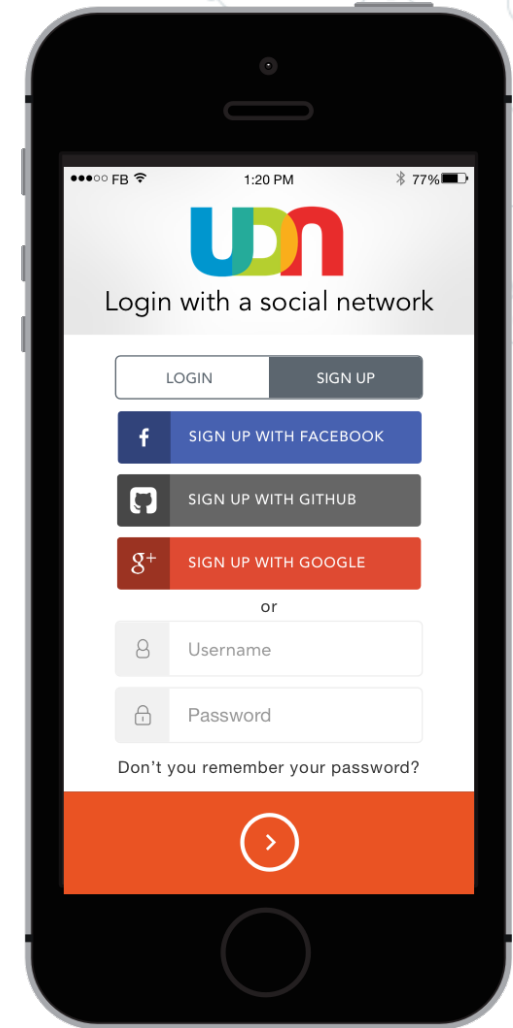 FB 1:20 PM 77%
UDN
Login with a social network
LOGIN SIGN UP
f SIGN UP WITH FACEBOOK
SIGN UP WITH GITHUB
g+ SIGN UP WITH GOOGLE
or
Username
Password
Don't you remember your password?